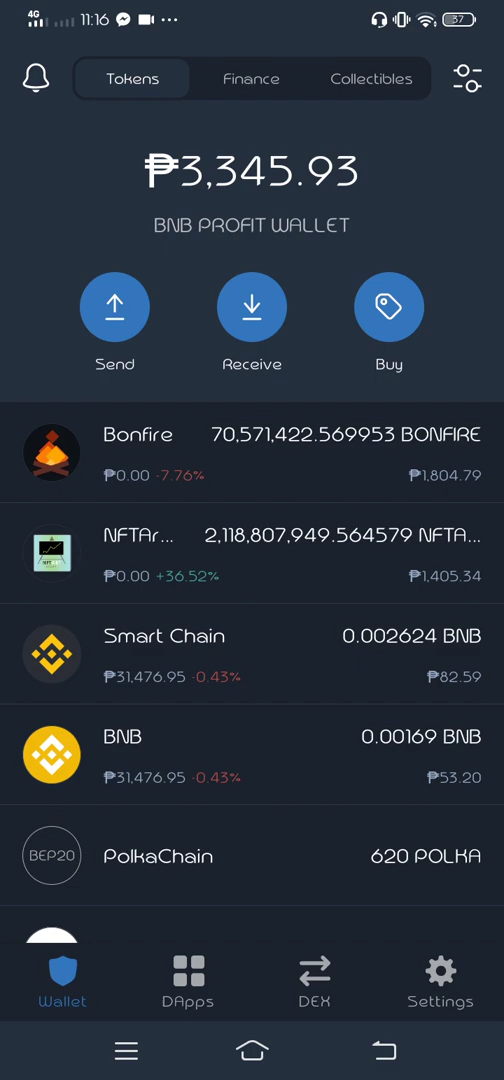 4G
11:16
37
Tokens
Finance
Collectibles
₱3,345.93
BNB PROFIT WALLET
Send
Receive
Buy
Bonfire 70,571,422.569953 BONFIRE
₱0.00 -7.76% ₱1,804.79
NFTAr... 2,118,807,949.564579 NFTA...
₱0.00 +36.52% ₱1,405.34
Smart Chain 0.002624 BNB
₱31,476.95 -0.43% ₱82.59
BNB 0.00169 BNB
₱31,476.95 -0.43% ₱53.20
BEP20 PolkaChain 620 POLKA
Wallet
DApps
DEX
Settings